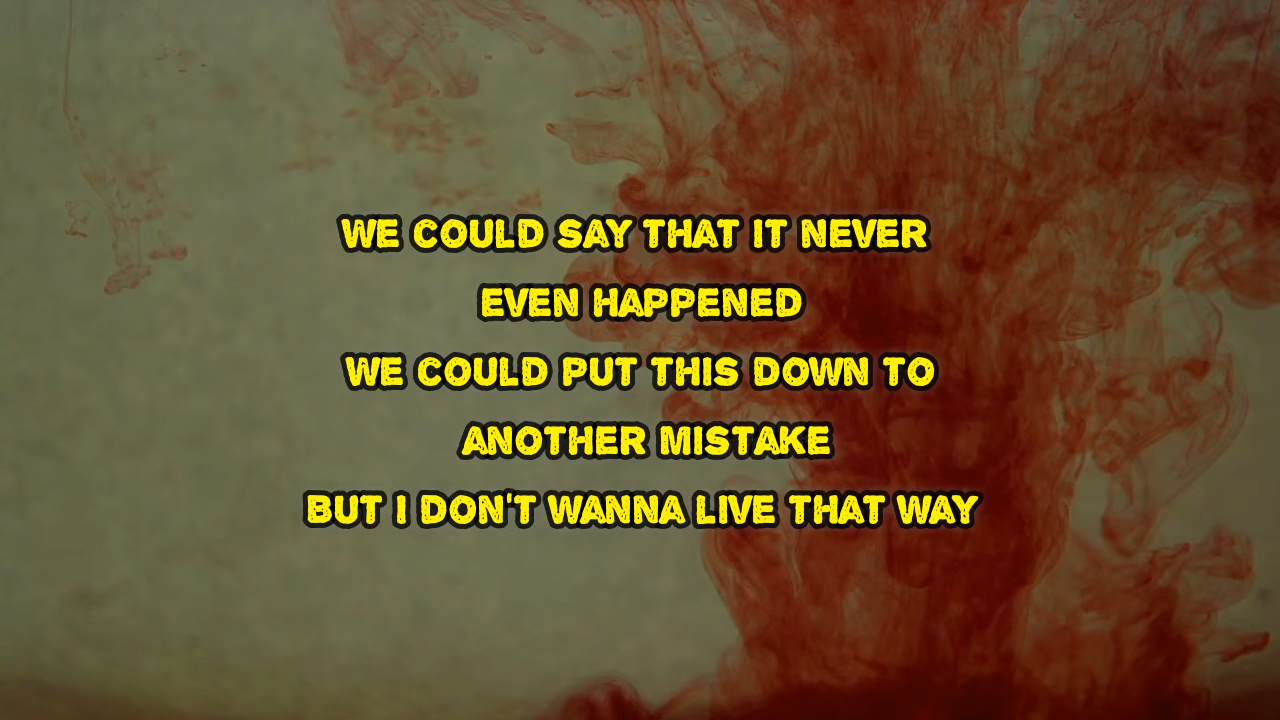 WE COULD SAY THAT IT NEVER
EVEN HAPPENED
WE COULD PUT THIS DOWN TO
ANOTHER MISTAKE
BUT I DON'T WANNA LIVE THAT WAY